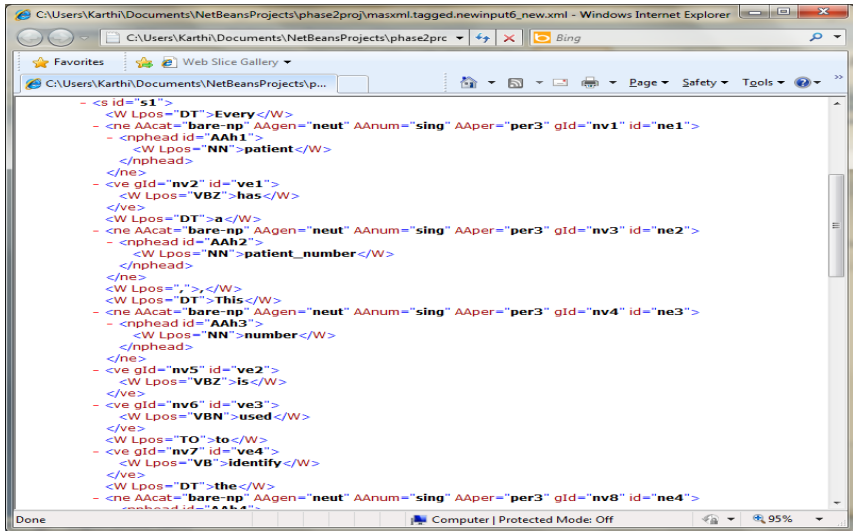 C:\Users\Karthi\Documents\NetBeansProjects\phase2proj\masxml.tagged.newinput6_new.xml - Windows Internet Explorer
C:\Users\Karthi\Documents\NetBeansProjects\phase2prc Bing
Favorites Web Slice Gallery
C:\Users\Karthi\Documents\NetBeansProjects\p... Page Safety Tools
- <s id="s1">
<W Lpos="DT">Every</W>
- <ne AAcat="bare-np" AAgen="neut" AAnum="sing" AAper="per3" gId="nv1" id="ne1">
- <nphead id="AAh1">
<W Lpos="NN">patient</W>
</nphead>
</ne>
- <ve gId="nv2" id="ve1">
<W Lpos="VBZ">has</W>
</ve>
<W Lpos="DT">a</W>
- <ne AAcat="bare-np" AAgen="neut" AAnum="sing" AAper="per3" gId="nv3" id="ne2">
- <nphead id="AAh2">
<W Lpos="NN">patient_number</W>
</nphead>
</ne>
<W Lpos=",">,</W>
<W Lpos="DT">This</W>
- <ne AAcat="bare-np" AAgen="neut" AAnum="sing" AAper="per3" gId="nv4" id="ne3">
- <nphead id="AAh3">
<W Lpos="NN">number</W>
</nphead>
</ne>
- <ve gId="nv5" id="ve2">
<W Lpos="VBZ">is</W>
</ve>
- <ve gId="nv6" id="ve3">
<W Lpos="VBN">used</W>
</ve>
<W Lpos="TO">to</W>
- <ve gId="nv7" id="ve4">
<W Lpos="VB">identify</W>
</ve>
<W Lpos="DT">the</W>
- <ne AAcat="bare-np" AAgen="neut" AAnum="sing" AAper="per3" gId="nv8" id="ne4">
- <nphead id="AAh4">
Done Computer | Protected Mode: Off 95%